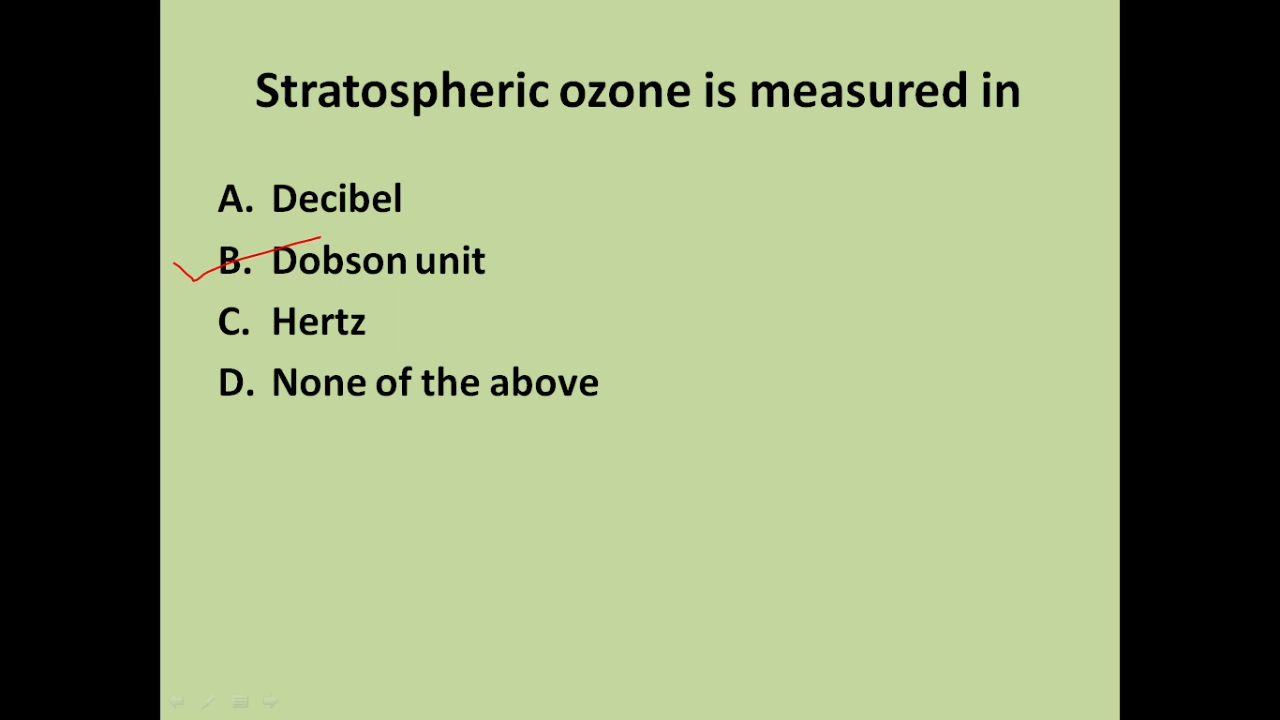 Stratospheric ozone is measured in
A. Decibel
B. Dobson unit
C. Hertz
D. None of the above